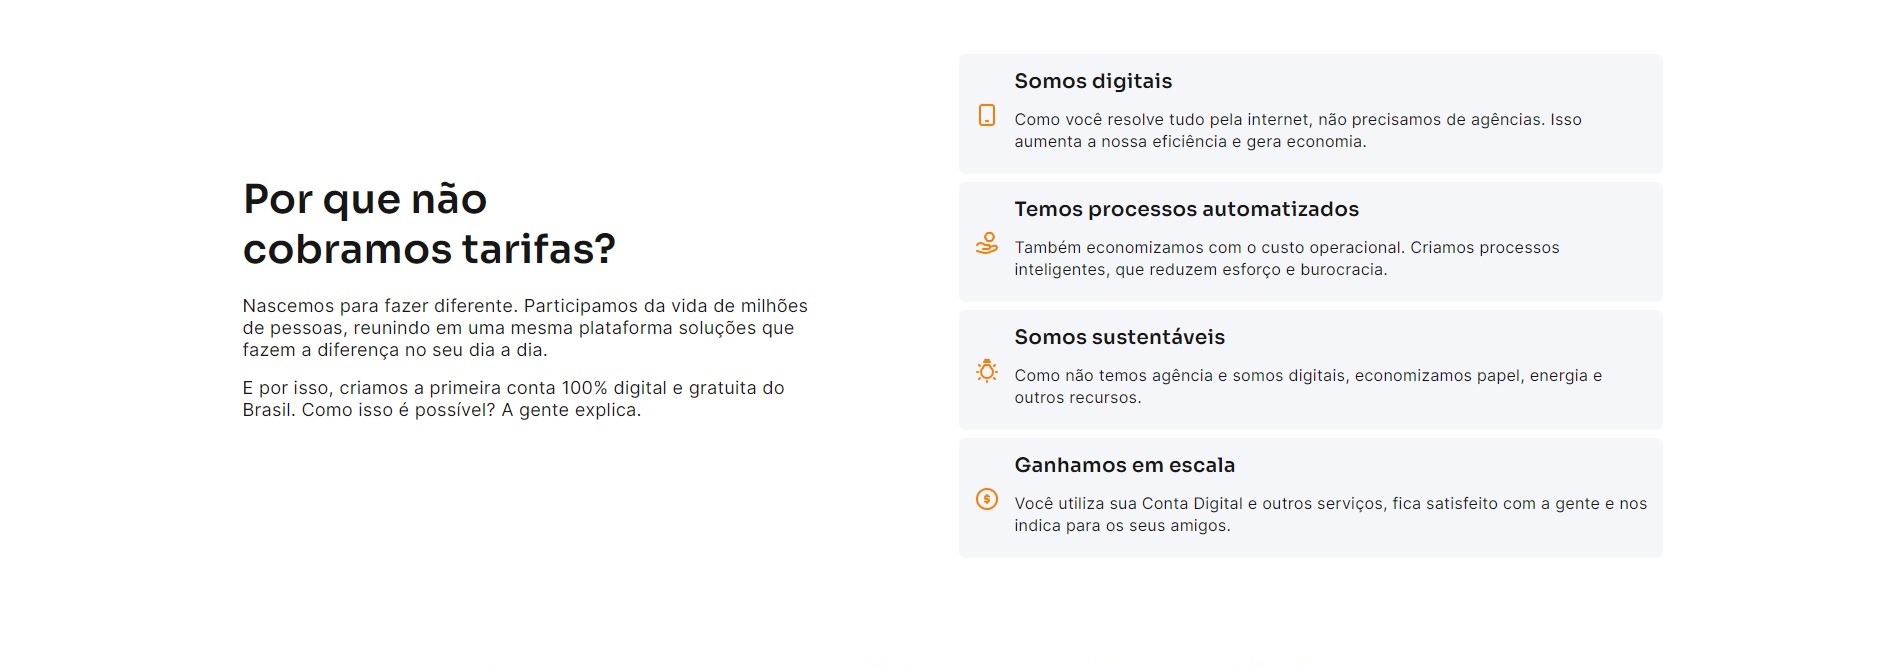 Por que não
cobramos tarifas?
Nascemos para fazer diferente. Participamos da vida de milhões
de pessoas, reunindo em uma mesma plataforma soluções que
fazem a diferença no seu dia a dia.
E por isso, criamos a primeira conta 100% digital e gratuita do
Brasil. Como isso é possível? A gente explica.
Somos digitais
Como você resolve tudo pela internet, não precisamos de agências. Isso
aumenta a nossa eficiência e gera economia.
Temos processos automatizados
Também economizamos com o custo operacional. Criamos processos
inteligentes, que reduzem esforço e burocracia.
Somos sustentáveis
Como não temos agência e somos digitais, economizamos papel, energia e
outros recursos.
Ganhamos em escala
Você utiliza sua Conta Digital e outros serviços, fica satisfeito com a gente e nos
indica para os seus amigos.